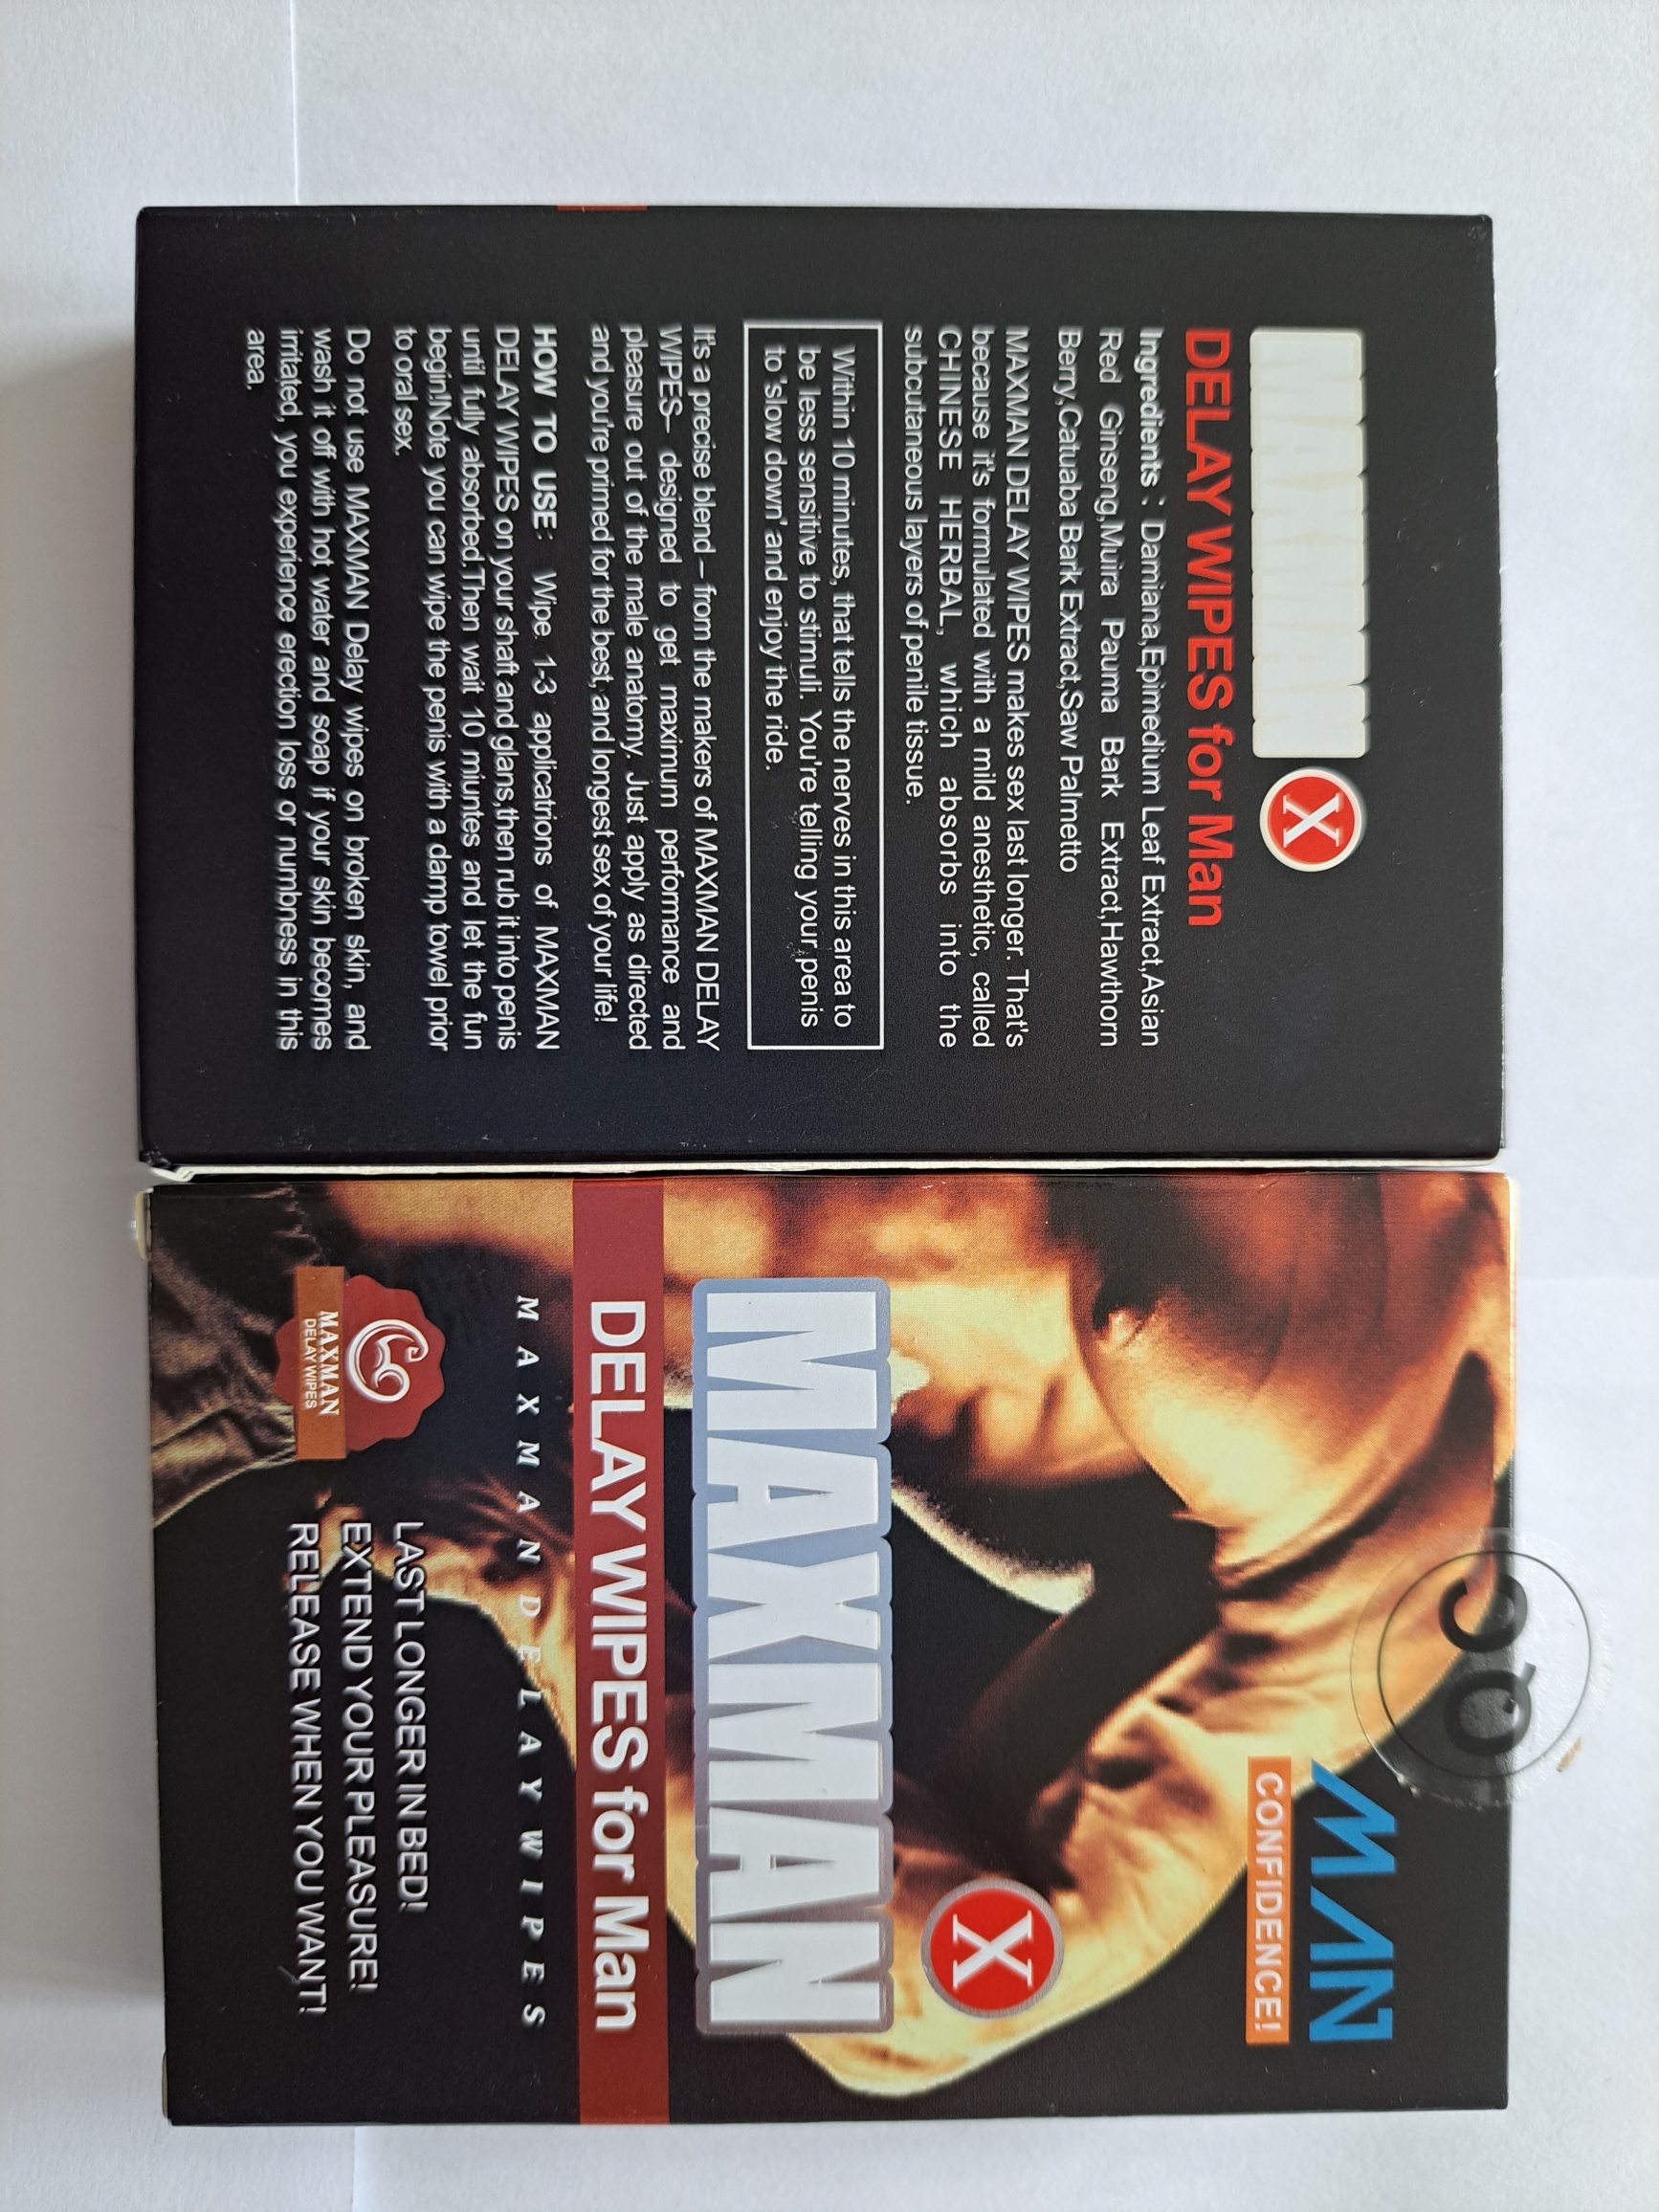 MAXMAN X
DELAY WIPES for Man
Ingredients : Damiana,Epimedium Leaf Extract,Asian
Red Ginseng,Muira Pauma Bark Extract,Hawthorn
Berry,Catuaba Bark Extract,Saw Palmetto
MAXMAN DELAY WIPES makes sex last longer. That's
because it's formulated with a mild anesthetic, called
CHINESE HERBAL, which absorbs into the
subcutaneous layers of penile tissue.
Within 10 minutes, that tells the nerves in this area to
be less sensitive to stimuli. You're telling your penis
to 'slow down' and enjoy the ride.
It's a precise blend – from the makers of MAXMAN DELAY
WIPES– designed to get maximum performance and
pleasure out of the male anatomy. Just apply as directed
and you're primed for the best, and longest sex of your life!
HOW TO USE: Wipe 1-3 applicatrions of MAXMAN
DELAY WIPES on your shaft and glans,then rub it into penis
until fully absorbed.Then wait 10 miuntes and let the fun
begin!Note you can wipe the penis with a damp towel prior
to oral sex.
Do not use MAXMAN Delay wipes on broken skin, and
wash it off with hot water and soap if your skin becomes
irritated, you experience erection loss or numbness in this
area.
QC
MAN
CONFIDENCE!
X
MAXMAN
DELAY WIPES for Man
MAXMAN DELAY WIPES
LAST LONGER IN BED!
EXTEND YOUR PLEASURE!
RELEASE WHEN YOU WANT!
MAXMAN
DELAY WIPES